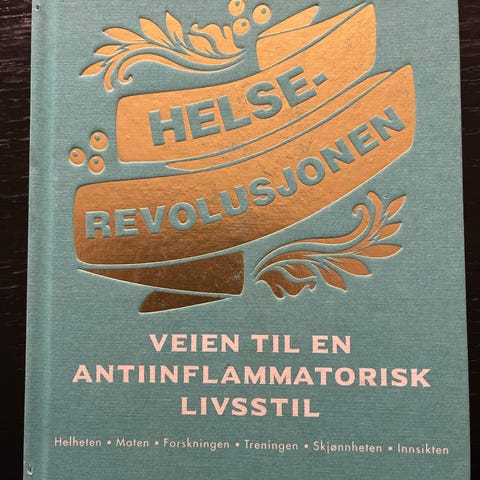 HELSE-
REVOLUSJONEN
VEIEN TIL EN
ANTIINFLAMMATORISK
LIVSSTIL
Helheten • Maten • Forskningen • Treningen • Skjønnheten • Innsikten